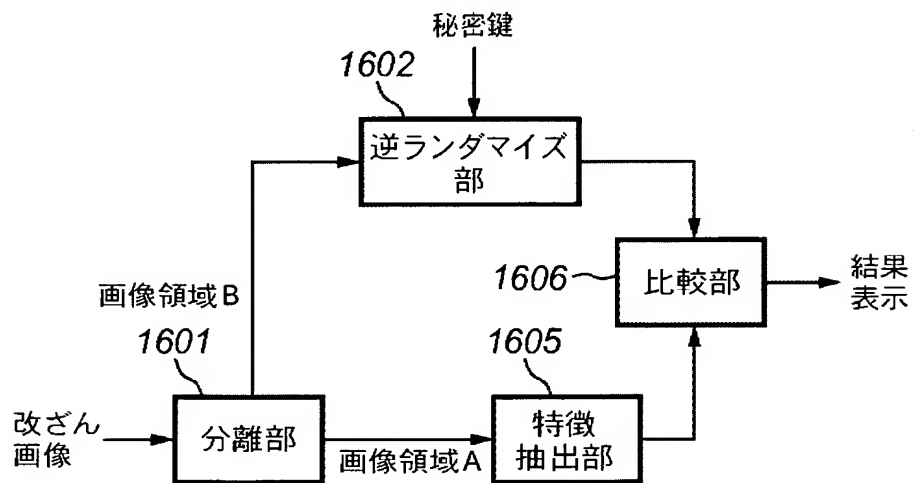 秘密鍵
1602
逆ランダマイズ
部
画像領域B
1606
比較部
結果
表示
1601
1605
改ざん
画像
分離部
画像領域A
特徴
抽出部